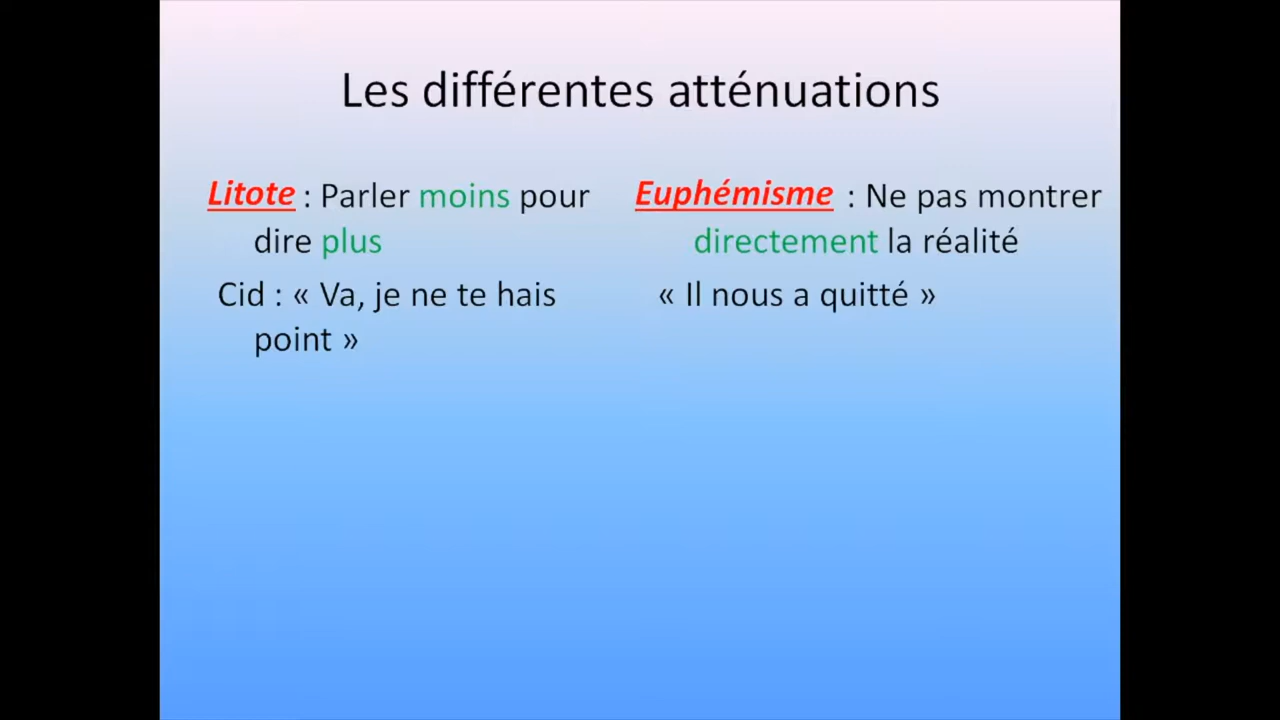 Les différentes atténuations
Litote : Parler moins pour
dire plus
Cid : « Va, je ne te hais
point »
Euphémisme : Ne pas montrer
directement la réalité
« Il nous a quitté »